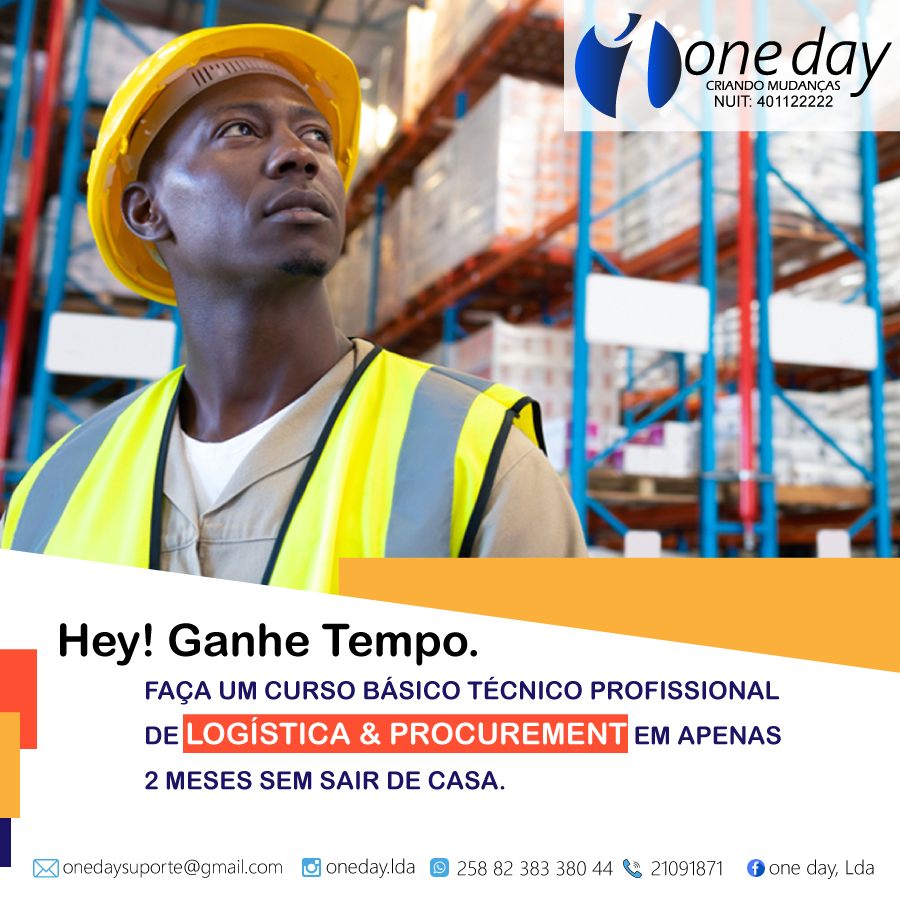 one day
CRIANDO MUDANÇAS
NUIT: 401122222
Hey! Ganhe Tempo.
FAÇA UM CURSO BÁSICO TÉCNICO PROFISSIONAL
DE LOGÍSTICA & PROCUREMENT EM APENAS
2 MESES SEM SAIR DE CASA.
onedaysuporte@gmail.com oneday.lda 258 82 383 380 44 21091871 one day, Lda